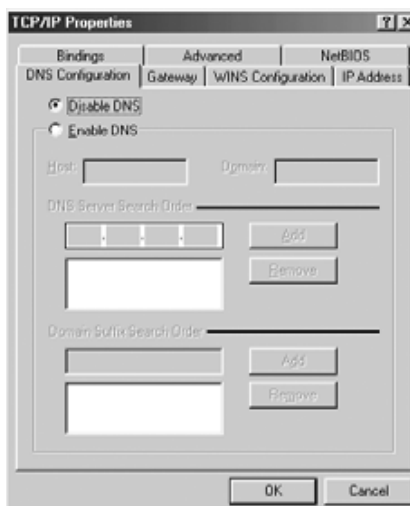 TCP/IP Properties
Bindings Advanced NetBIOS
DNS Configuration Gateway WINS Configuration IP Address
Disable DNS
Enable DNS
Host: Domain:
DNS Server Search Order
Add
Remove
Domain Suffix Search Order
Add
Remove
OK Cancel